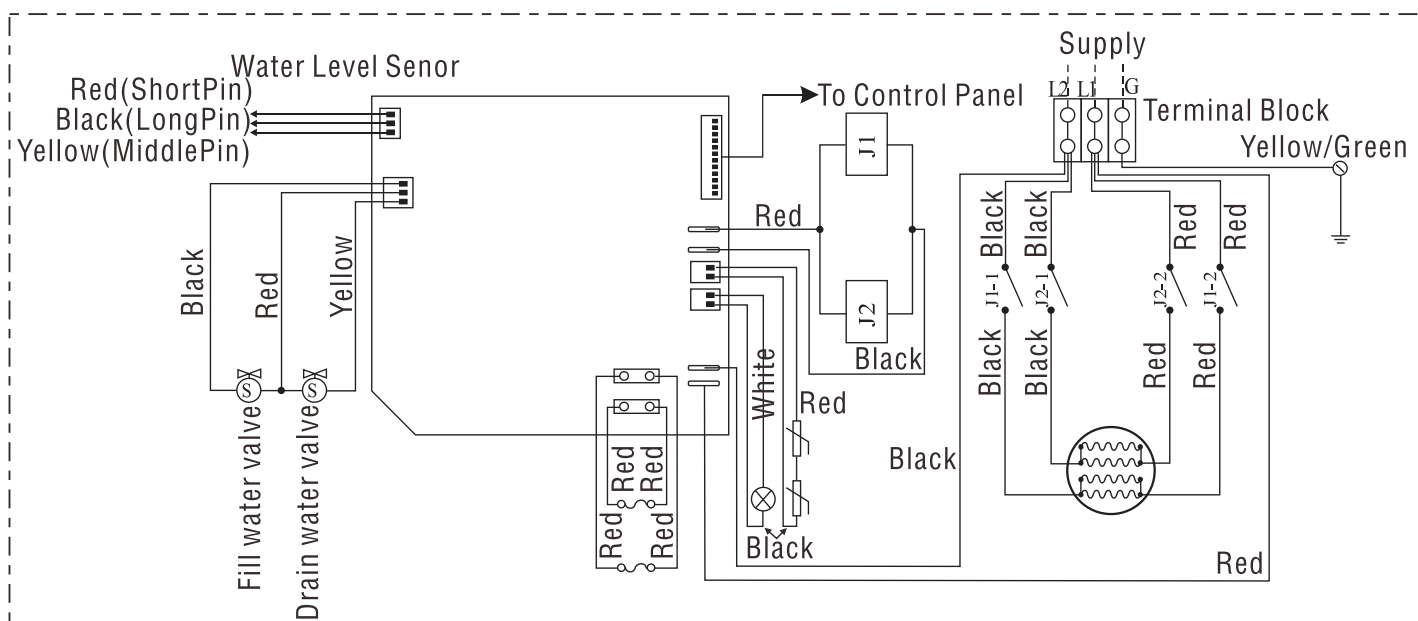 Supply
Water Level Senor
Red(ShortPin)
L2 L1 G
To Control Panel
Black(LongPin)
Terminal Block
Yellow(MiddlePin)
Yellow/Green
J1
Red
Black
Black
Red
Red
Black
Red
Yellow
J1-1
J2-1
J2-2
J1-2
J2
Black
White
Black
Black
Red
Red
S
S
Red
Fill water valve
Drain water valve
Red
Red
Black
Red
Red
Black
Red